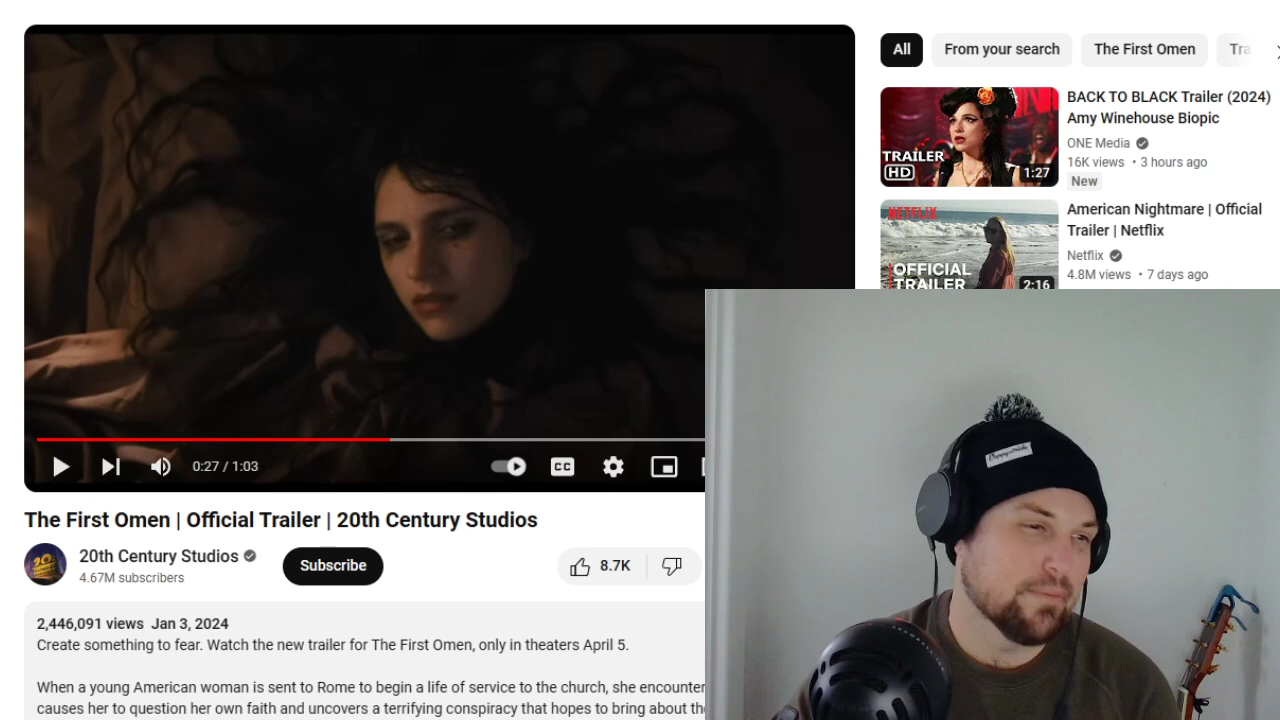 0:27 / 1:03
CC
The First Omen | Official Trailer | 20th Century Studios
20th Century Studios
4.67M subscribers
Subscribe
8.7K
2,446,091 views Jan 3, 2024
Create something to fear. Watch the new trailer for The First Omen, only in theaters April 5.
When a young American woman is sent to Rome to begin a life of service to the church, she encounter
causes her to question her own faith and uncovers a terrifying conspiracy that hopes to bring about
All
From your search
The First Omen
TRAILER
HD
1:27
BACK TO BLACK Trailer (2024)
Amy Winehouse Biopic
ONE Media
16K views • 3 hours ago
New
NETFLIX
OFFICIAL
TRAILER
2:16
American Nightmare | Official
Trailer | Netflix
Netflix
4.8M views • 7 days ago